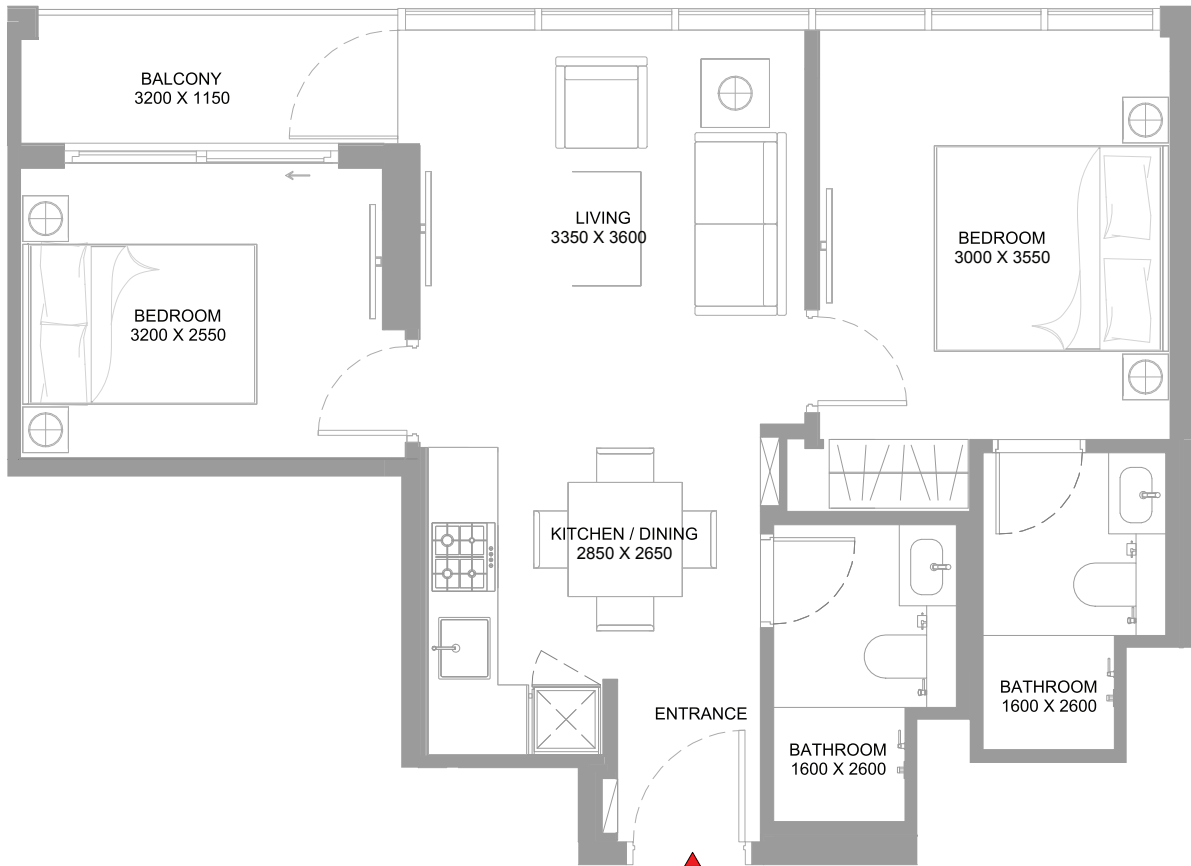 BALCONY
3200 X 1150
LIVING
3350 X 3600
BEDROOM
3000 X 3550
BEDROOM
3200 X 2550
KITCHEN / DINING
2850 X 2650
ENTRANCE
BATHROOM
1600 X 2600
BATHROOM
1600 X 2600